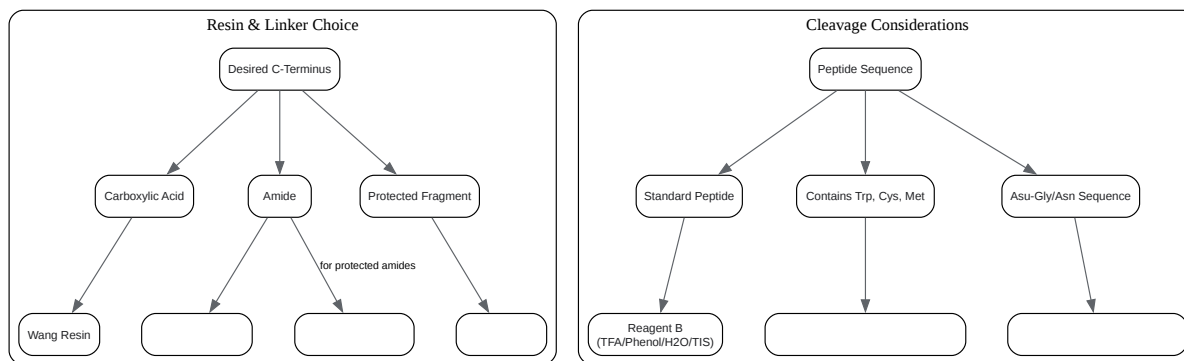 Resin & Linker Choice
Desired C-Terminus
Carboxylic Acid
Amide
Protected Fragment
for protected amides
Wang Resin
Cleavage Considerations
Peptide Sequence
Standard Peptide
Contains Trp, Cys, Met
Asu-Gly/Asn Sequence
Reagent B
(TFA/Phenol/H2O/TIS)